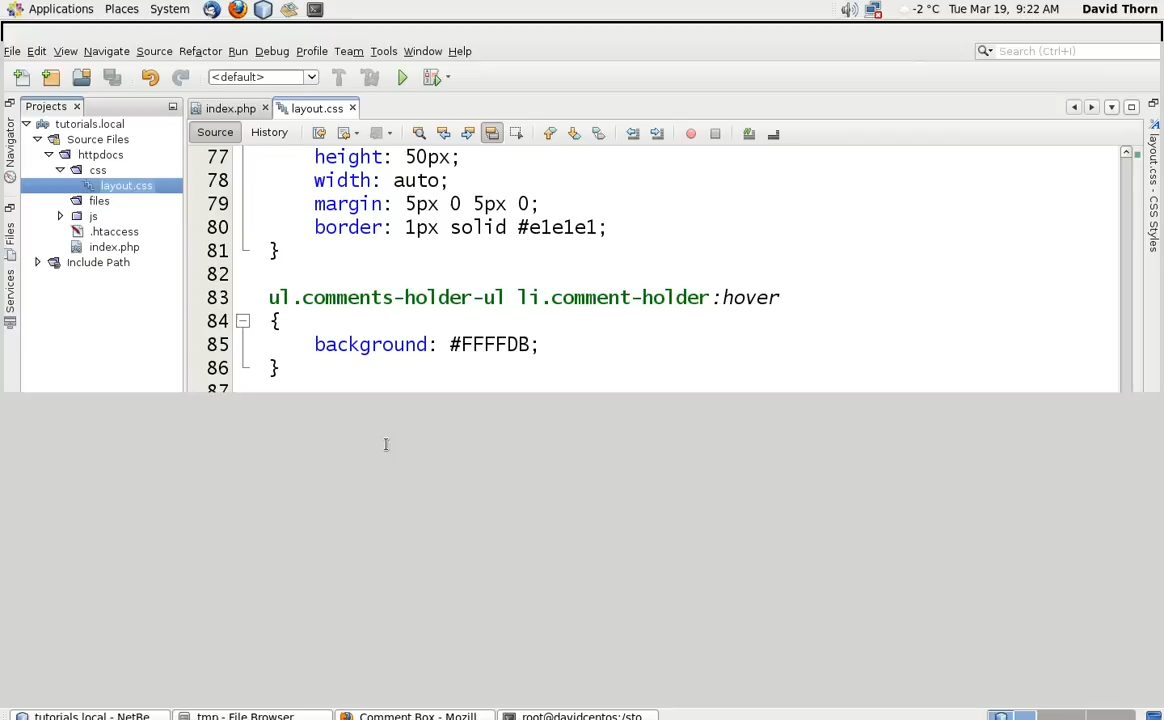 Applications Places System -2 °C Tue Mar 19, 9:22 AM David Thorn
File Edit View Navigate Source Refactor Run Debug Profile Team Tools Window Help Search (Ctrl+I)
<default>
Projects index.php layout.css
Source History
Navigator
Files
Services
tutorials.local
Source Files
httpdocs
css
layout.css
files
js
.htaccess
index.php
Include Path
77 height: 50px;
78 width: auto;
79 margin: 5px 0 5px 0;
80 border: 1px solid #e1e1e1;
81 }
82
83 ul.comments-holder-ul li.comment-holder:hover
84 {
85 background: #FFFFDB;
86 }
87
layout.css - CSS Styles
tutorials.local - NetBe... tmp - File Browser Comment Box - Mozill... root@davidcentos:/sto...